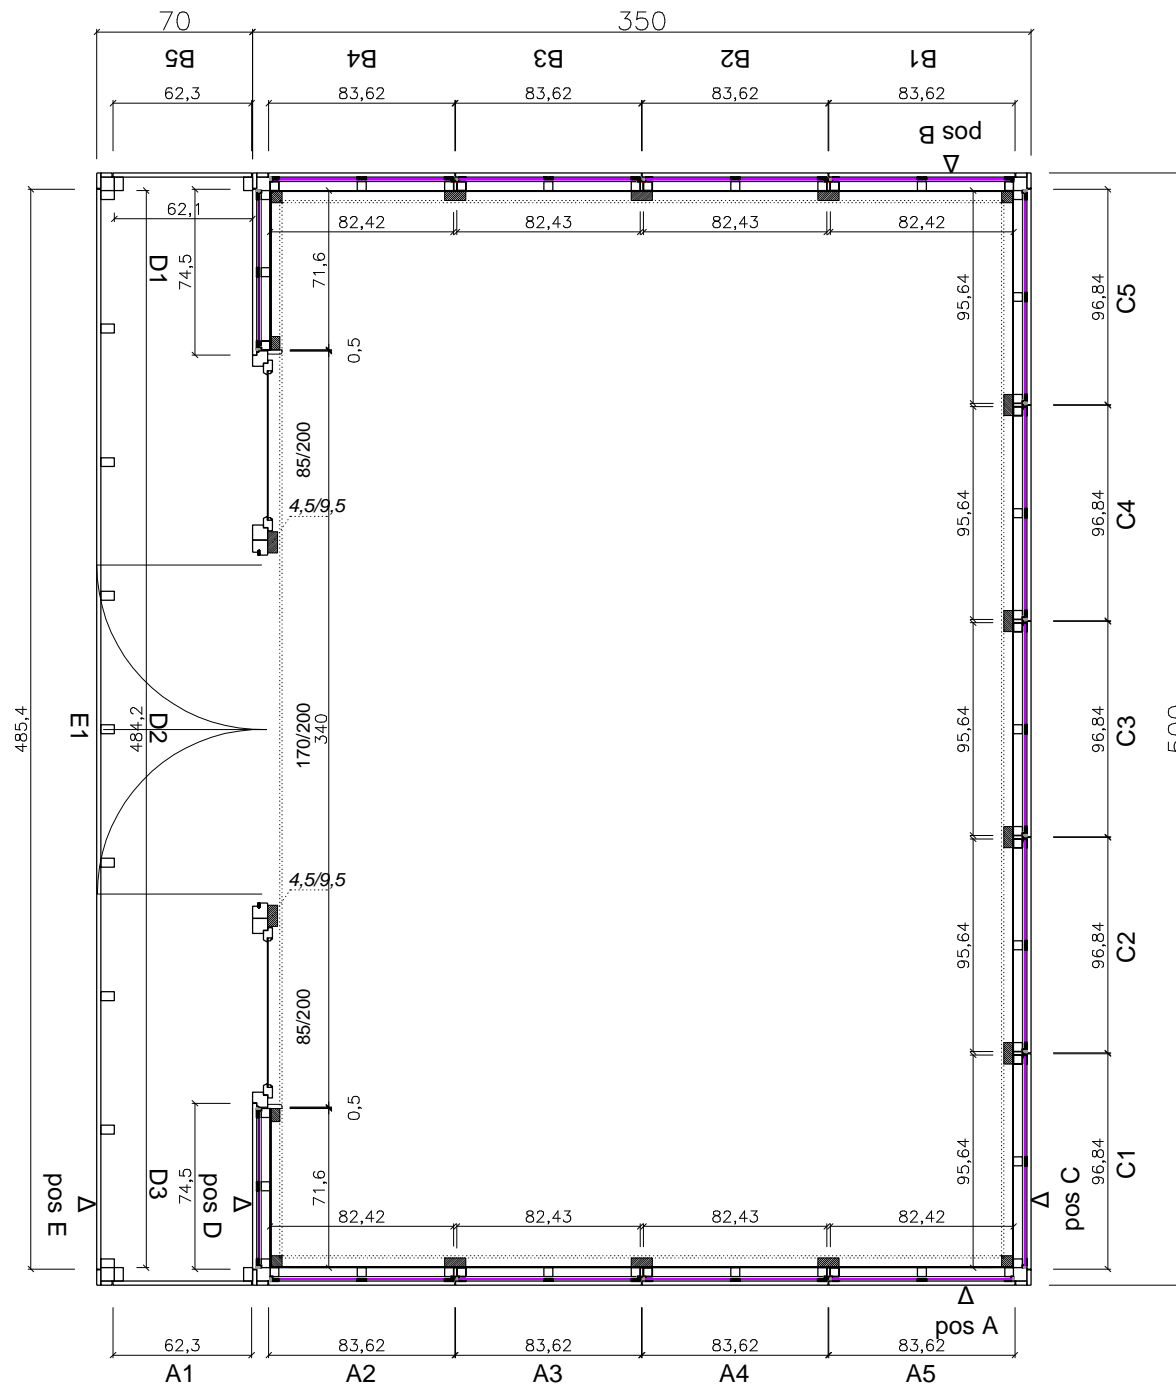 70
350
B5
B4
B3
B2
B1
62,3
83,62
83,62
83,62
83,62
pos B
62,1
82,42
82,43
82,43
82,42
D1
74,5
71,6
95,64
96,84
C5
0,5
85/200
4,5/9,5
95,64
96,84
C4
485,4
E1
484,2
D2
170/200
340
95,64
96,84
C3
500
4,5/9,5
85/200
95,64
96,84
C2
0,5
pos E
D3
74,5
pos D
71,6
95,64
pos C
96,84
C1
82,42
82,43
82,43
82,42
pos A
62,3
83,62
83,62
83,62
83,62
A1
A2
A3
A4
A5